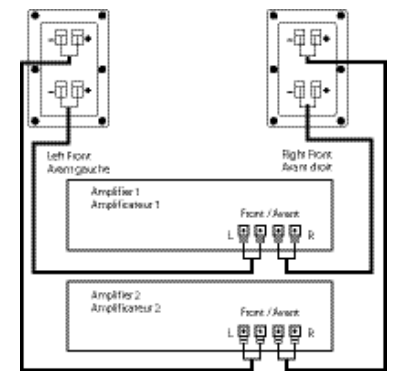 - +
- +
- +
- +
Left Front
Avant gauche
Right Front
Avant droit
Amplifier 1
Amplificateur 1
Front / Avant
L R
Amplifier 2
Amplificateur 2
Front / Avant
L R